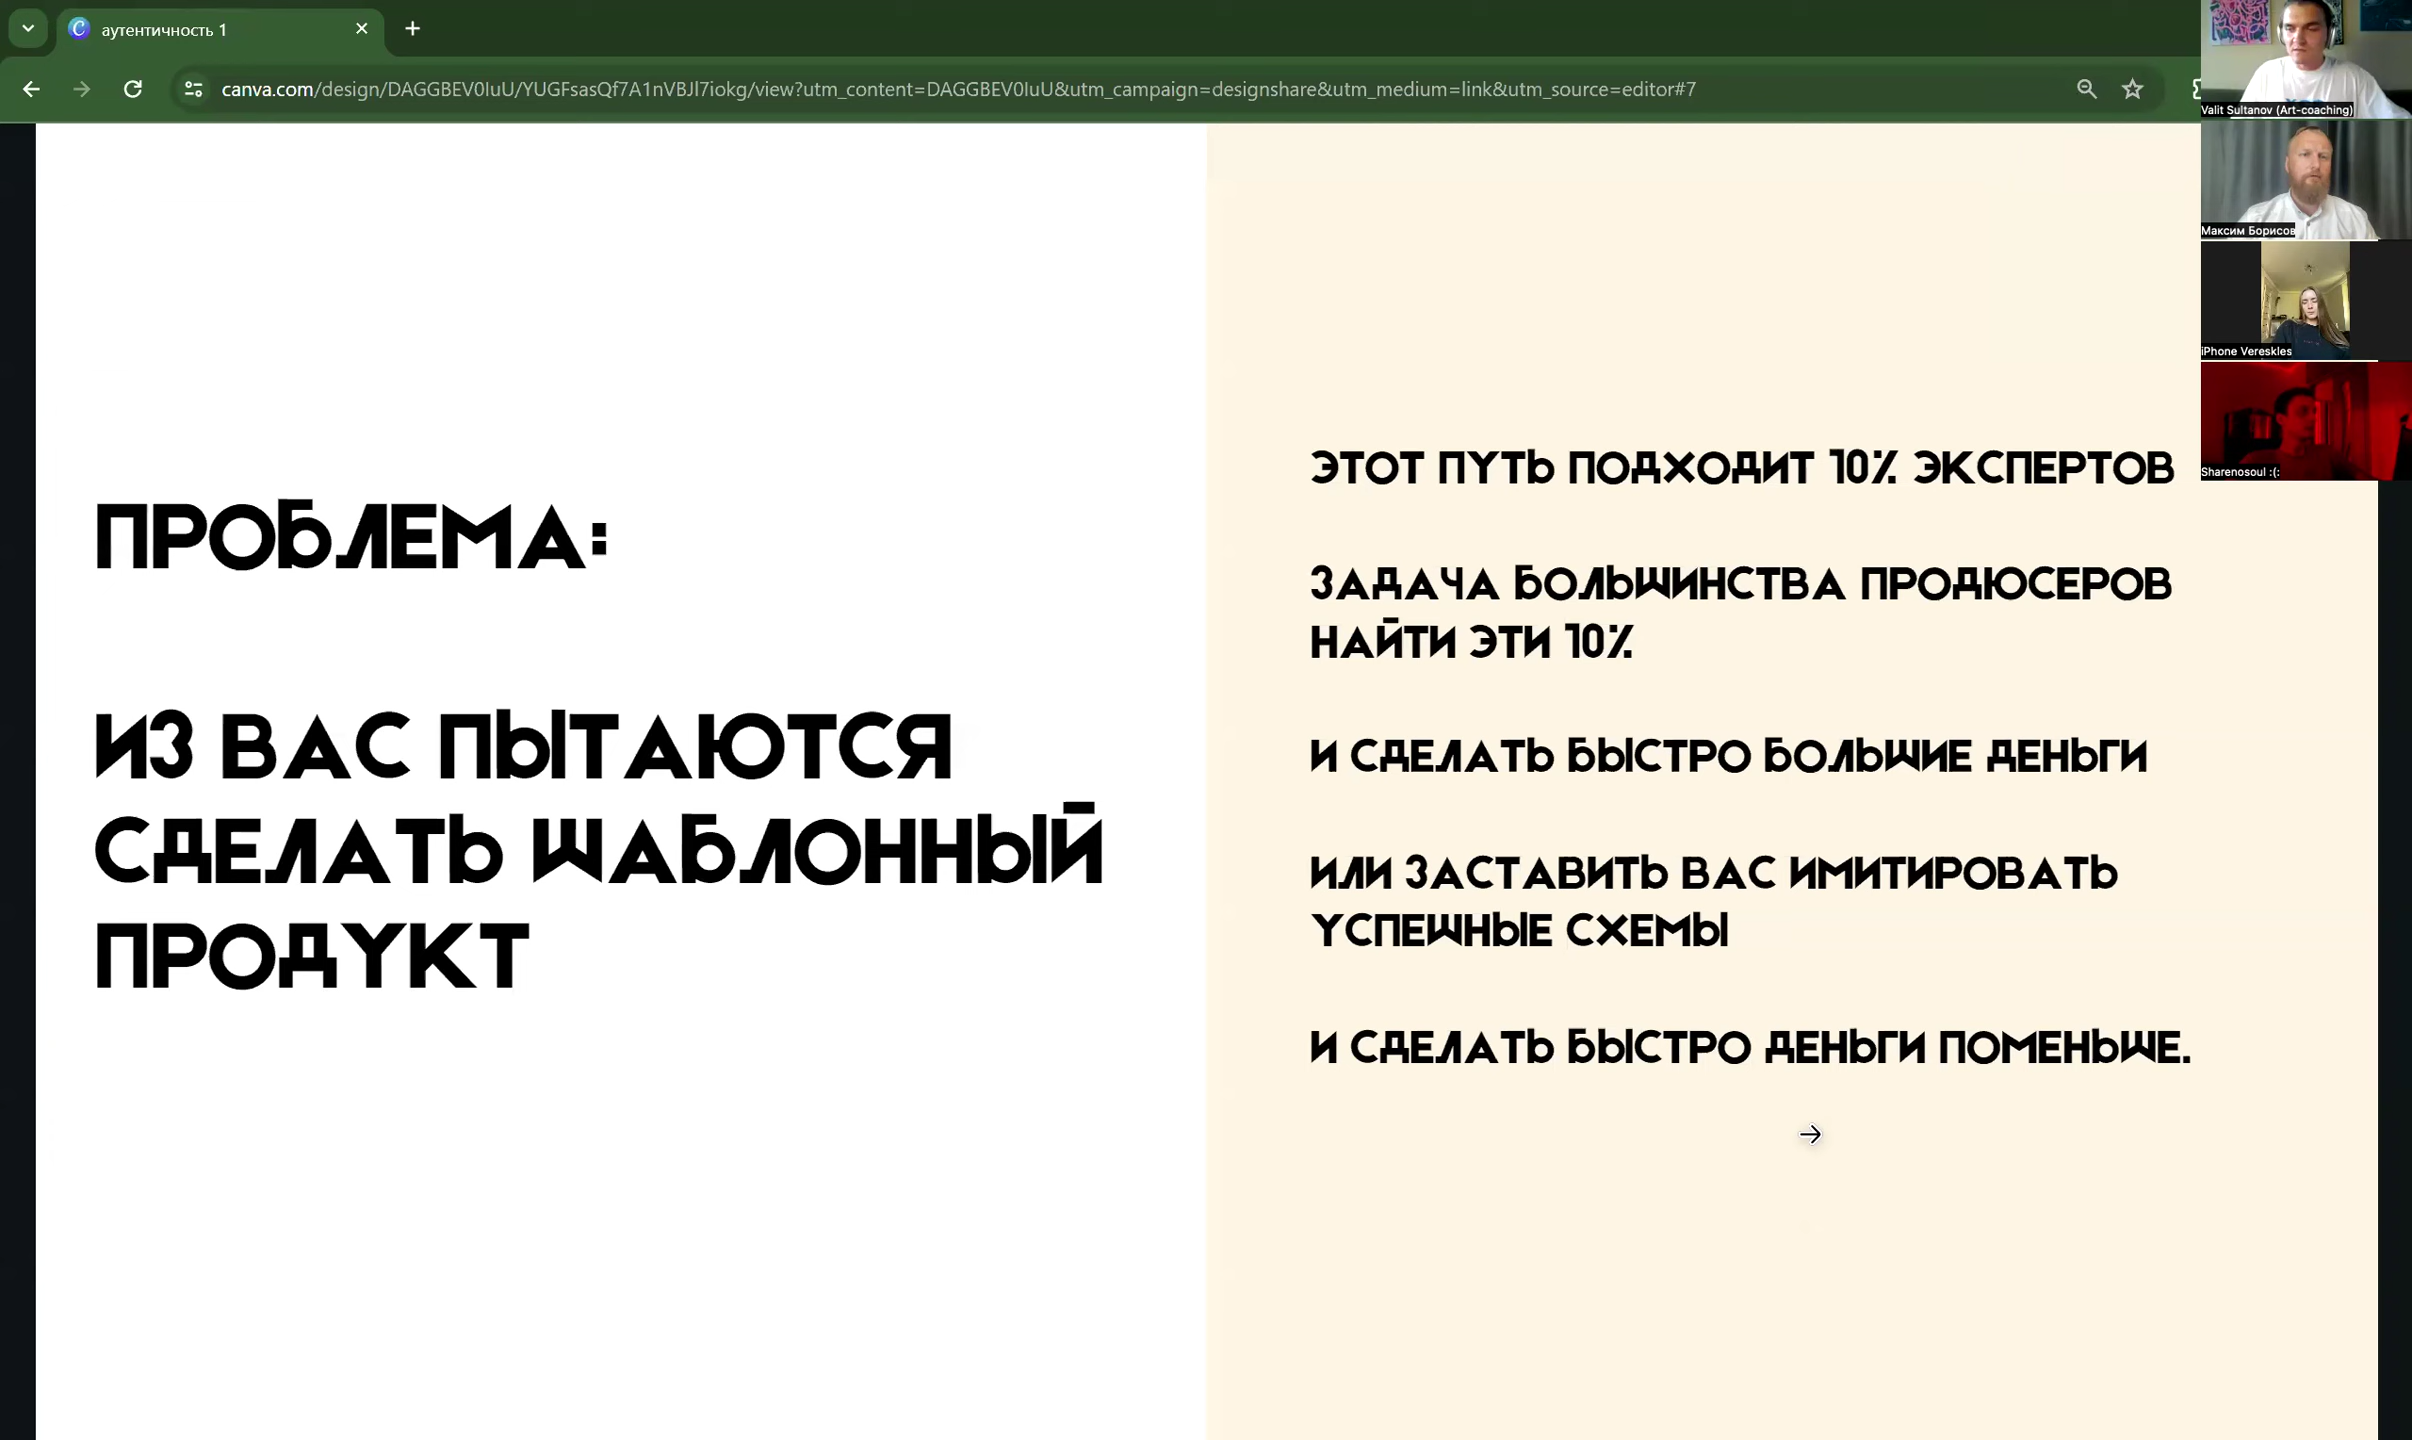 аутентичность 1
canva.com/design/DAGGBEV0IuU/YUGFsasQf7A1nVBJl7iokg/view?utm_content=DAGGBEV0IuU&utm_campaign=designshare&utm_medium=link&utm_source=editor#7
ПРОБЛЕМА:
ИЗ ВАС ПЫТАЮТСЯ
СДЕЛАТЬ ШАБЛОННЫЙ
ПРОДУКТ
ЭТОТ ПУТЬ ПОДХОДИТ 10% ЭКСПЕРТОВ
ЗАДАЧА БОЛЬШИНСТВА ПРОДЮСЕРОВ
НАЙТИ ЭТИ 10%
И СДЕЛАТЬ БЫСТРО БОЛЬШИЕ ДЕНЬГИ
ИЛИ ЗАСТАВИТЬ ВАС ИМИТИРОВАТЬ
УСПЕШНЫЕ СХЕМЫ
И СДЕЛАТЬ БЫСТРО ДЕНЬГИ ПОМЕНЬШЕ.
Valit Sultanov (Art-coaching)
Максим Борисов
iPhone Vereskles
Sharenosoul :(: